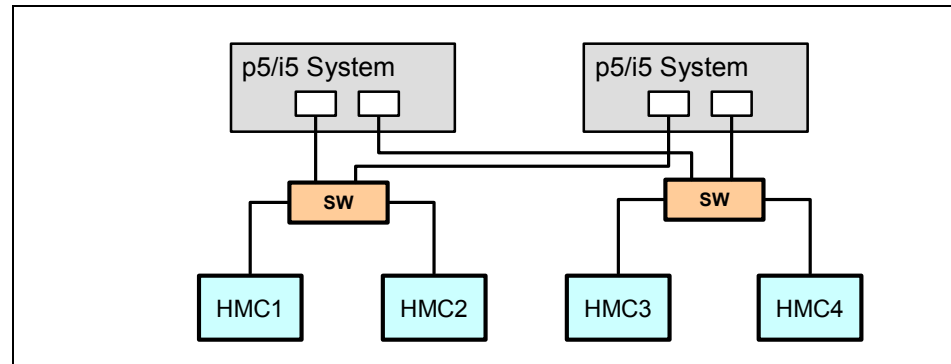 p5/i5 System
p5/i5 System
SW
SW
HMC1
HMC2
HMC3
HMC4